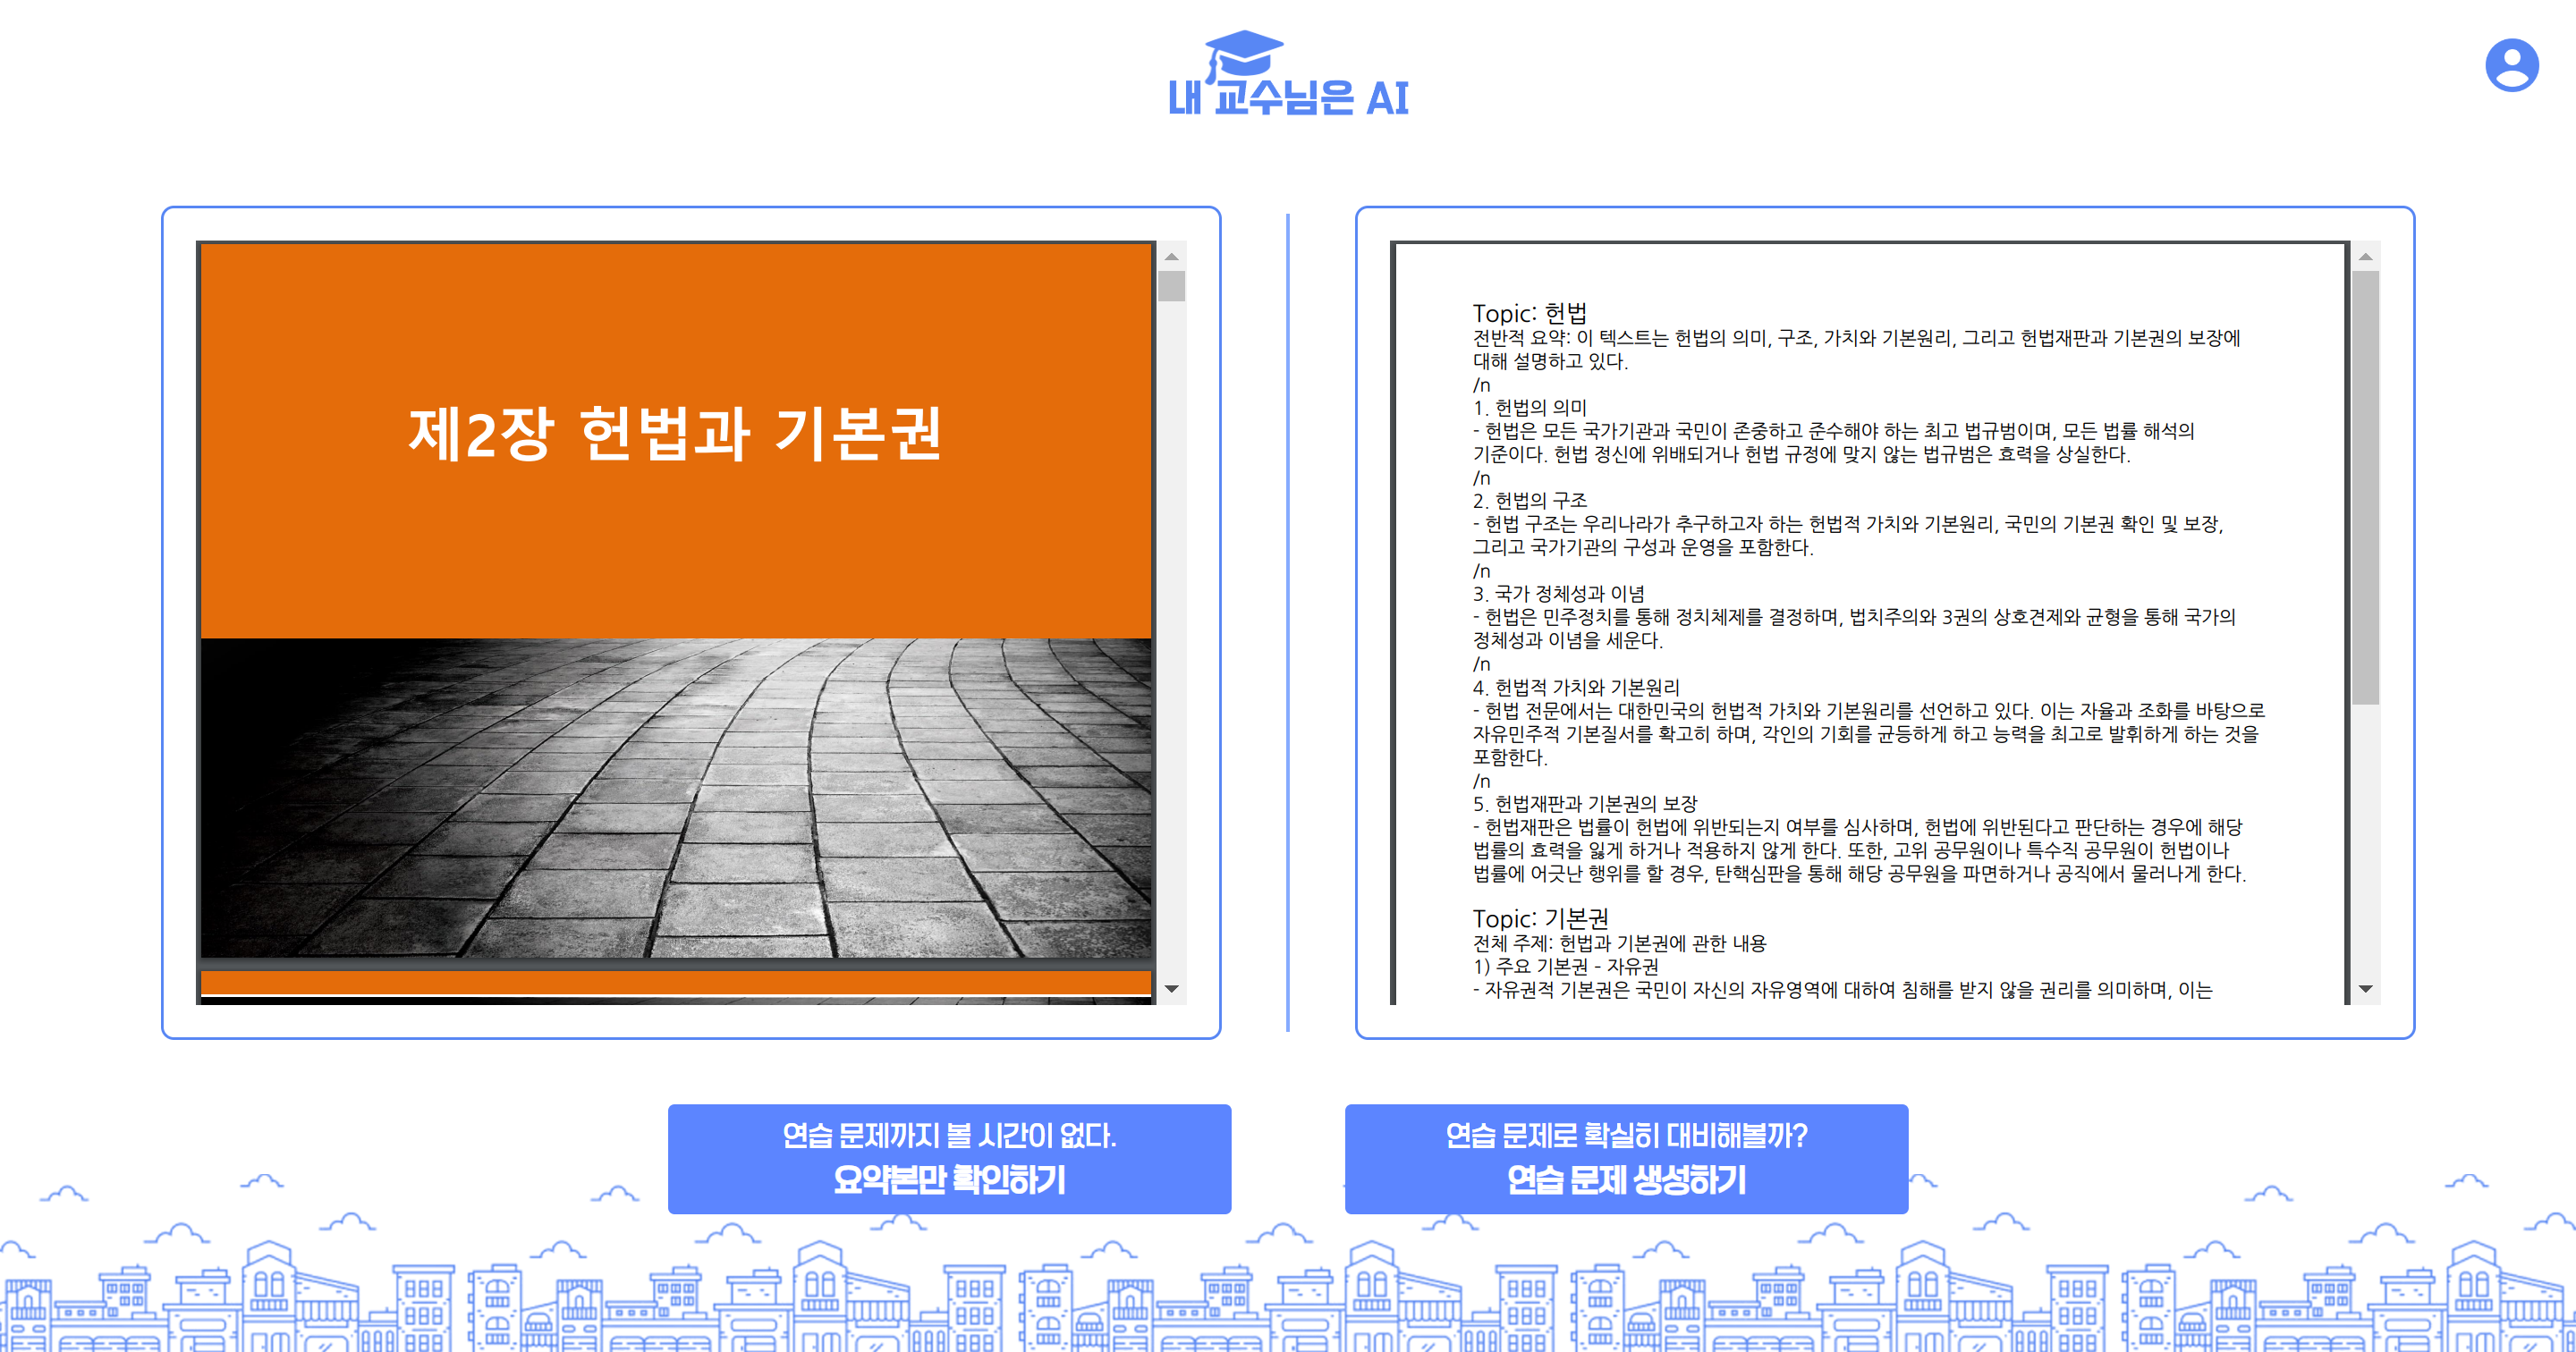 내 교수님은 AI
제2장 헌법과 기본권
Topic: 헌법
전반적 요약: 이 텍스트는 헌법의 의미, 구조, 가치와 기본원리, 그리고 헌법재판과 기본권의 보장에
대해 설명하고 있다.
/n
1. 헌법의 의미
- 헌법은 모든 국가기관과 국민이 존중하고 준수해야 하는 최고 법규범이며, 모든 법률 해석의
기준이다. 헌법 정신에 위배되거나 헌법 규정에 맞지 않는 법규범은 효력을 상실한다.
/n
2. 헌법의 구조
- 헌법 구조는 우리나라가 추구하고자 하는 헌법적 가치와 기본원리, 국민의 기본권 확인 및 보장,
그리고 국가기관의 구성과 운영을 포함한다.
/n
3. 국가 정체성과 이념
- 헌법은 민주정치를 통해 정치체제를 결정하며, 법치주의와 3권의 상호견제와 균형을 통해 국가의
정체성과 이념을 세운다.
/n
4. 헌법적 가치와 기본원리
- 헌법 전문에서는 대한민국의 헌법적 가치와 기본원리를 선언하고 있다. 이는 자율과 조화를 바탕으로
자유민주적 기본질서를 확고히 하며, 각인의 기회를 균등하게 하고 능력을 최고로 발휘하게 하는 것을
포함한다.
/n
5. 헌법재판과 기본권의 보장
- 헌법재판은 법률이 헌법에 위반되는지 여부를 심사하며, 헌법에 위반된다고 판단하는 경우에 해당
법률의 효력을 잃게 하거나 적용하지 않게 한다. 또한, 고위 공무원이나 특수직 공무원이 헌법이나
법률에 어긋난 행위를 할 경우, 탄핵심판을 통해 해당 공무원을 파면하거나 공직에서 물러나게 한다.
Topic: 기본권
전체 주제: 헌법과 기본권에 관한 내용
1) 주요 기본권 - 자유권
- 자유권적 기본권은 국민이 자신의 자유영역에 대하여 침해를 받지 않을 권리를 의미하며, 이는
연습 문제까지 볼 시간이 없다.
요약본만 확인하기
연습 문제로 확실히 대비해볼까?
연습 문제 생성하기